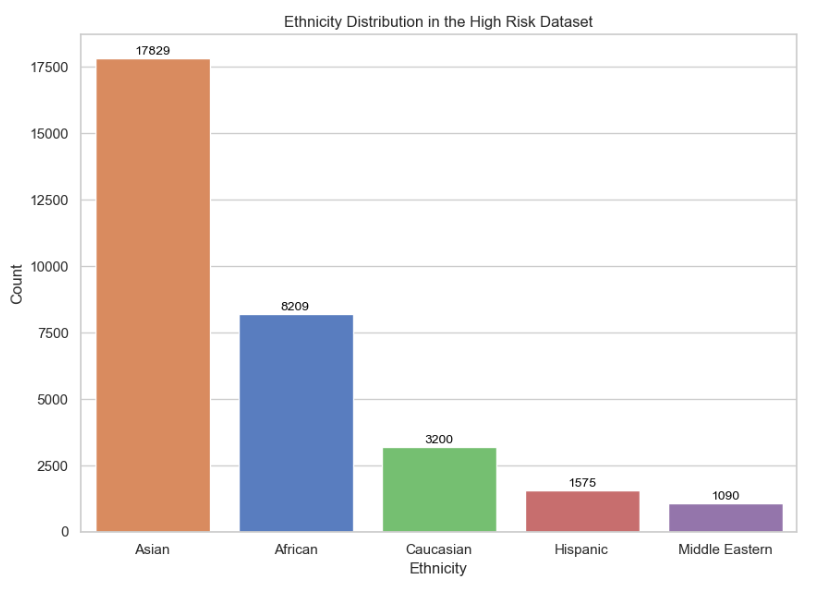 Ethnicity Distribution in the High Risk Dataset
17829
17500
15000
12500
10000
8209
7500
5000
3200
2500
1575
1090
0
Count
Asian
African
Caucasian
Hispanic
Middle Eastern
Ethnicity